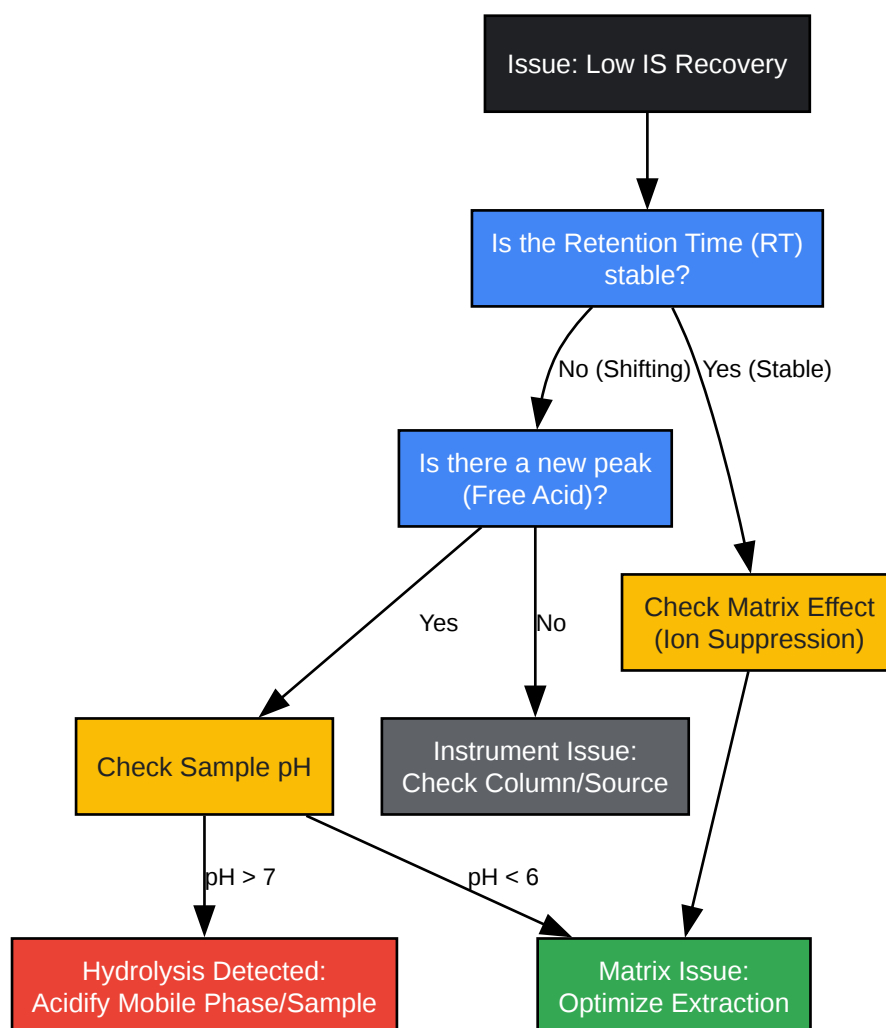 Issue: Low IS Recovery
Is the Retention Time (RT)
stable?
No (Shifting)
Yes (Stable)
Is there a new peak
(Free Acid)?
Check Matrix Effect
(Ion Suppression)
Yes
No
Check Sample pH
Instrument Issue:
Check Column/Source
pH > 7
pH < 6
Hydrolysis Detected:
Acidify Mobile Phase/Sample
Matrix Issue:
Optimize Extraction